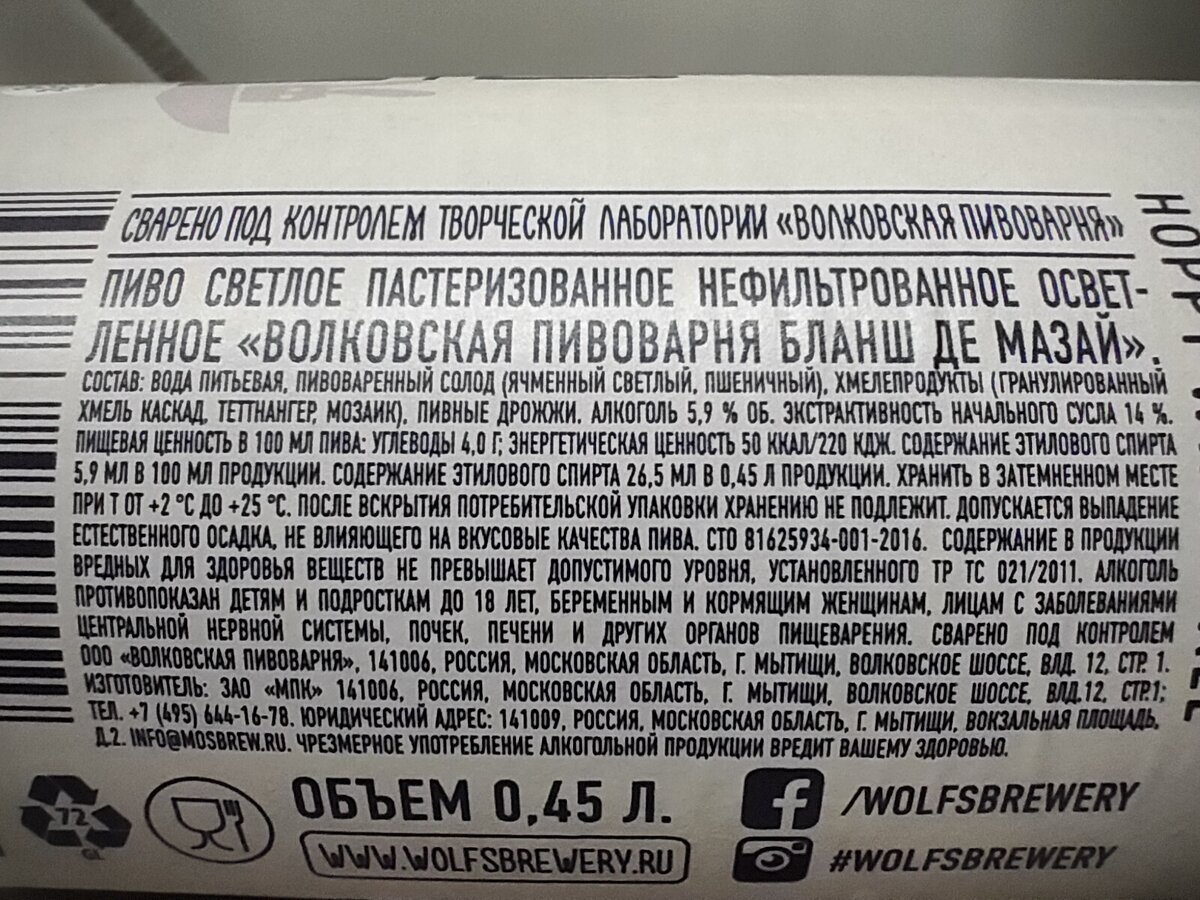 СВАРЕНО ПОД КОНТРОЛЕМ ТВОРЧЕСКОЙ ЛАБОРАТОРИИ «ВОЛКОВСКАЯ ПИВОВАРНЯ»
ПИВО СВЕТЛОЕ ПАСТЕРИЗОВАННОЕ НЕФИЛЬТРОВАННОЕ ОСВЕТ-
ЛЕННОЕ «ВОЛКОВСКАЯ ПИВОВАРНЯ БЛАНШ ДЕ МАЗАЙ».
СОСТАВ: ВОДА ПИТЬЕВАЯ, ПИВОВАРЕННЫЙ СОЛОД (ЯЧМЕННЫЙ СВЕТЛЫЙ, ПШЕНИЧНЫЙ), ХМЕЛЕПРОДУКТЫ (ГРАНУЛИРОВАННЫЙ
ХМЕЛЬ КАСКАД, ТЕТТНАНГЕР, МОЗАИК), ПИВНЫЕ ДРОЖЖИ. АЛКОГОЛЬ 5,9 % ОБ. ЭКСТРАКТИВНОСТЬ НАЧАЛЬНОГО СУСЛА 14 %.
ПИЩЕВАЯ ЦЕННОСТЬ В 100 МЛ ПИВА: УГЛЕВОДЫ 4,0 Г; ЭНЕРГЕТИЧЕСКАЯ ЦЕННОСТЬ 50 ККАЛ/220 КДЖ. СОДЕРЖАНИЕ ЭТИЛОВОГО СПИРТА
5,9 МЛ В 100 МЛ ПРОДУКЦИИ. СОДЕРЖАНИЕ ЭТИЛОВОГО СПИРТА 26,5 МЛ В 0,45 Л ПРОДУКЦИИ. ХРАНИТЬ В ЗАТЕМНЕННОМ МЕСТЕ
ПРИ Т ОТ +2 °С ДО +25 °С. ПОСЛЕ ВСКРЫТИЯ ПОТРЕБИТЕЛЬСКОЙ УПАКОВКИ ХРАНЕНИЮ НЕ ПОДЛЕЖИТ. ДОПУСКАЕТСЯ ВЫПАДЕНИЕ
ЕСТЕСТВЕННОГО ОСАДКА, НЕ ВЛИЯЮЩЕГО НА ВКУСОВЫЕ КАЧЕСТВА ПИВА. СТО 81625934-001-2016. СОДЕРЖАНИЕ В ПРОДУКЦИИ
ВРЕДНЫХ ДЛЯ ЗДОРОВЬЯ ВЕЩЕСТВ НЕ ПРЕВЫШАЕТ ДОПУСТИМОГО УРОВНЯ, УСТАНОВЛЕННОГО ТР ТС 021/2011. АЛКОГОЛЬ
ПРОТИВОПОКАЗАН ДЕТЯМ И ПОДРОСТКАМ ДО 18 ЛЕТ, БЕРЕМЕННЫМ И КОРМЯЩИМ ЖЕНЩИНАМ, ЛИЦАМ С ЗАБОЛЕВАНИЯМИ
ЦЕНТРАЛЬНОЙ НЕРВНОЙ СИСТЕМЫ, ПОЧЕК, ПЕЧЕНИ И ДРУГИХ ОРГАНОВ ПИЩЕВАРЕНИЯ. СВАРЕНО ПОД КОНТРОЛЕМ
ООО «ВОЛКОВСКАЯ ПИВОВАРНЯ», 141006, РОССИЯ, МОСКОВСКАЯ ОБЛАСТЬ, Г. МЫТИЩИ, ВОЛКОВСКОЕ ШОССЕ, ВЛД. 12, СТР. 1.
ИЗГОТОВИТЕЛЬ: ЗАО «МПК» 141006, РОССИЯ, МОСКОВСКАЯ ОБЛАСТЬ, Г. МЫТИЩИ, ВОЛКОВСКОЕ ШОССЕ, ВЛД.12, СТР.1;
ТЕЛ. +7 (495) 644-16-78. ЮРИДИЧЕСКИЙ АДРЕС: 141009, РОССИЯ, МОСКОВСКАЯ ОБЛАСТЬ, Г. МЫТИЩИ, ВОКЗАЛЬНАЯ ПЛОЩАДЬ,
Д.2. INFO@MOSBREW.RU. ЧРЕЗМЕРНОЕ УПОТРЕБЛЕНИЕ АЛКОГОЛЬНОЙ ПРОДУКЦИИ ВРЕДИТ ВАШЕМУ ЗДОРОВЬЮ.
72
GL
ОБЪЕМ 0,45 Л.
WWW.WOLFSBREWERY.RU
/WOLFSBREWERY
#WOLFSBREWERY